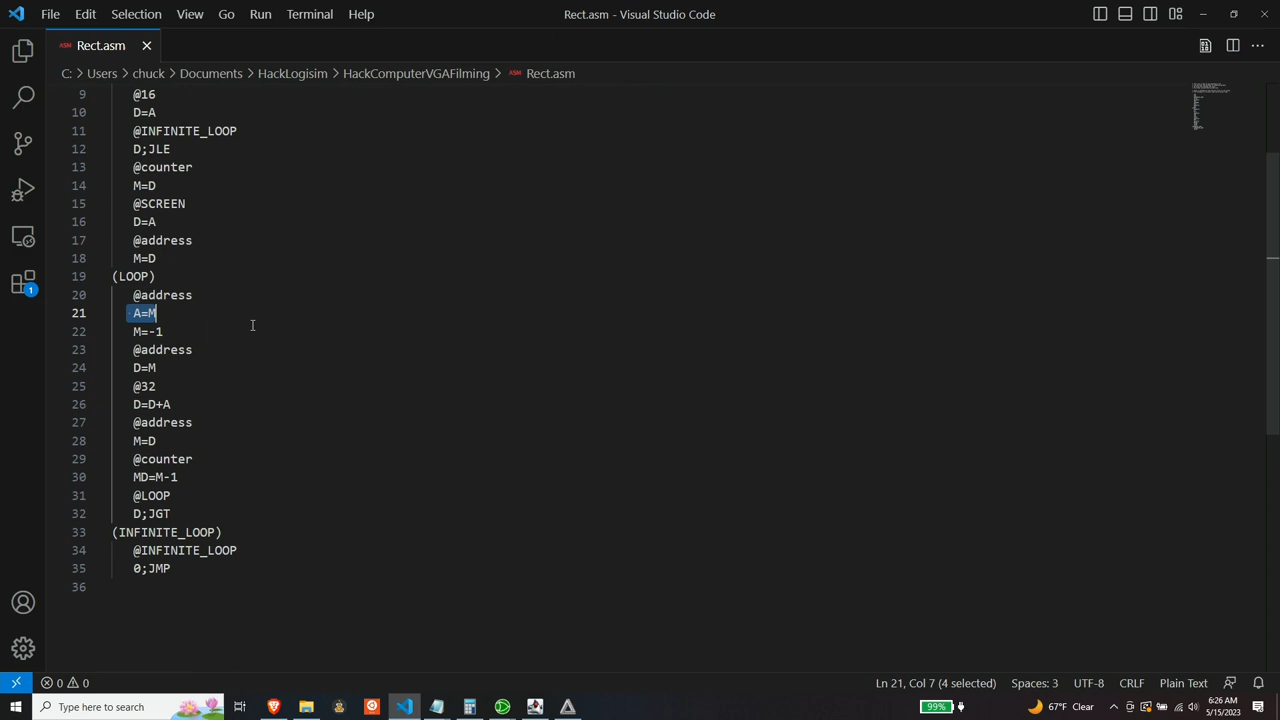 File Edit Selection View Go Run Terminal Help
Rect.asm - Visual Studio Code
ASM Rect.asm
C: > Users > chuck > Documents > HackLogisim > HackComputerVGAFilming > ASM Rect.asm
9 @16
10 D=A
11 @INFINITE_LOOP
12 D;JLE
13 @counter
14 M=D
15 @SCREEN
16 D=A
17 @address
18 M=D
19 (LOOP)
20 @address
21 A=M
22 M=-1
23 @address
24 D=M
25 @32
26 D=D+A
27 @address
28 M=D
29 @counter
30 MD=M-1
31 @LOOP
32 D;JGT
33 (INFINITE_LOOP)
34 @INFINITE_LOOP
35 0;JMP
36
1
0 0
Ln 21, Col 7 (4 selected) Spaces: 3 UTF-8 CRLF Plain Text
Type here to search
99%
67°F Clear
6:26 AM
5/15/2023